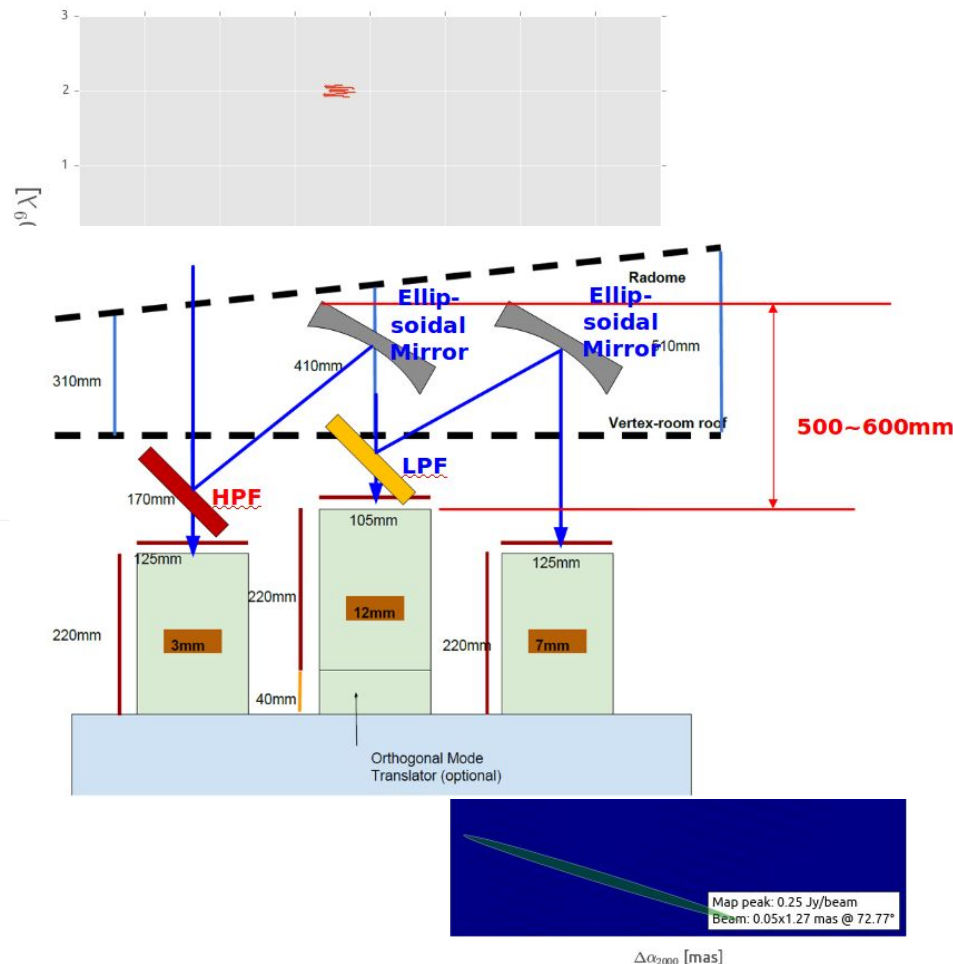 3
2
1
(⁹λ]
Radome
Ellip-
soidal
Mirror
Ellip-
soidal
Mirror
510mm
410mm
310mm
Vertex-room roof
500~600mm
LPF
170mm
HPF
105mm
125mm
125mm
220mm
12mm
220mm
3mm
220mm
7mm
40mm
Orthogonal Mode
Translator (optional)
Map peak: 0.25 Jy/beam
Beam: 0.05x1.27 mas @ 72.77°
Δα₂₀₀₀ [mas]